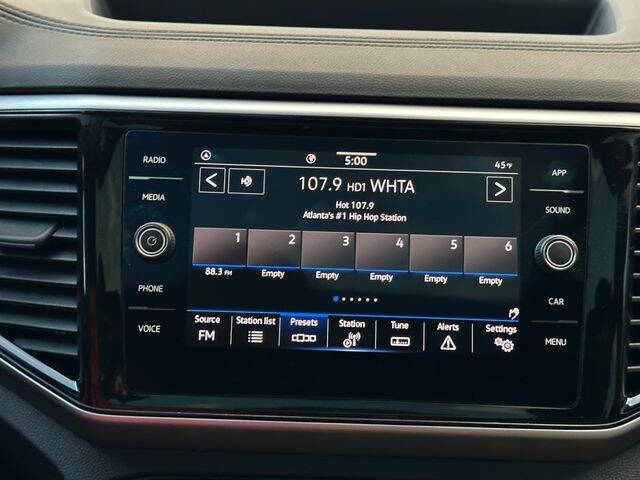 RADIO
MEDIA
PHONE
VOICE
5:00
45°F
107.9 HD1 WHTA
Hot 107.9
Atlanta's #1 Hip Hop Station
1 2 3 4 5 6
88.3 FM Empty Empty Empty Empty Empty
Source Station list Presets Station Tune Alerts Settings
FM
APP
SOUND
CAR
MENU